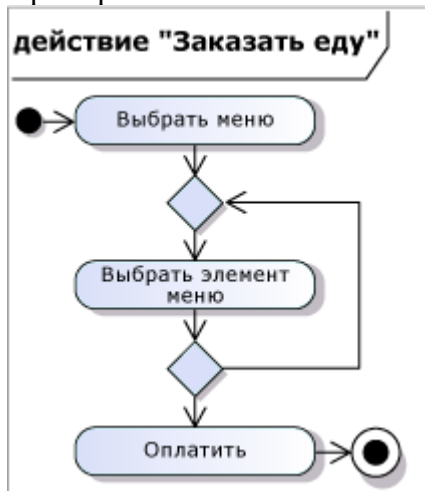 действие "Заказать еду"
Выбрать меню
Выбрать элемент
меню
Оплатить